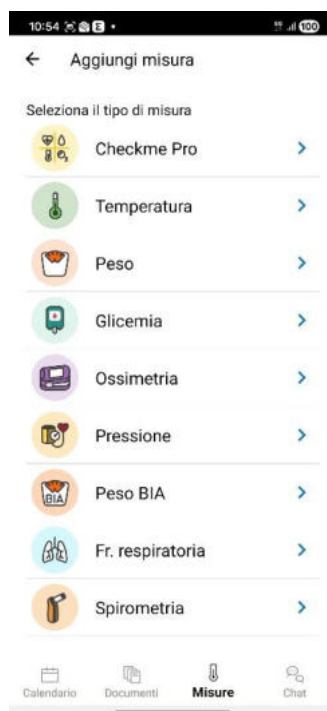 10:54
100
Aggiungi misura
Seleziona il tipo di misura
Checkme Pro
Temperatura
Peso
Glicemia
Ossimetria
Pressione
BIA
Peso BIA
Fr. respiratoria
Spirometria
Calendario
Documenti
Misure
Chat